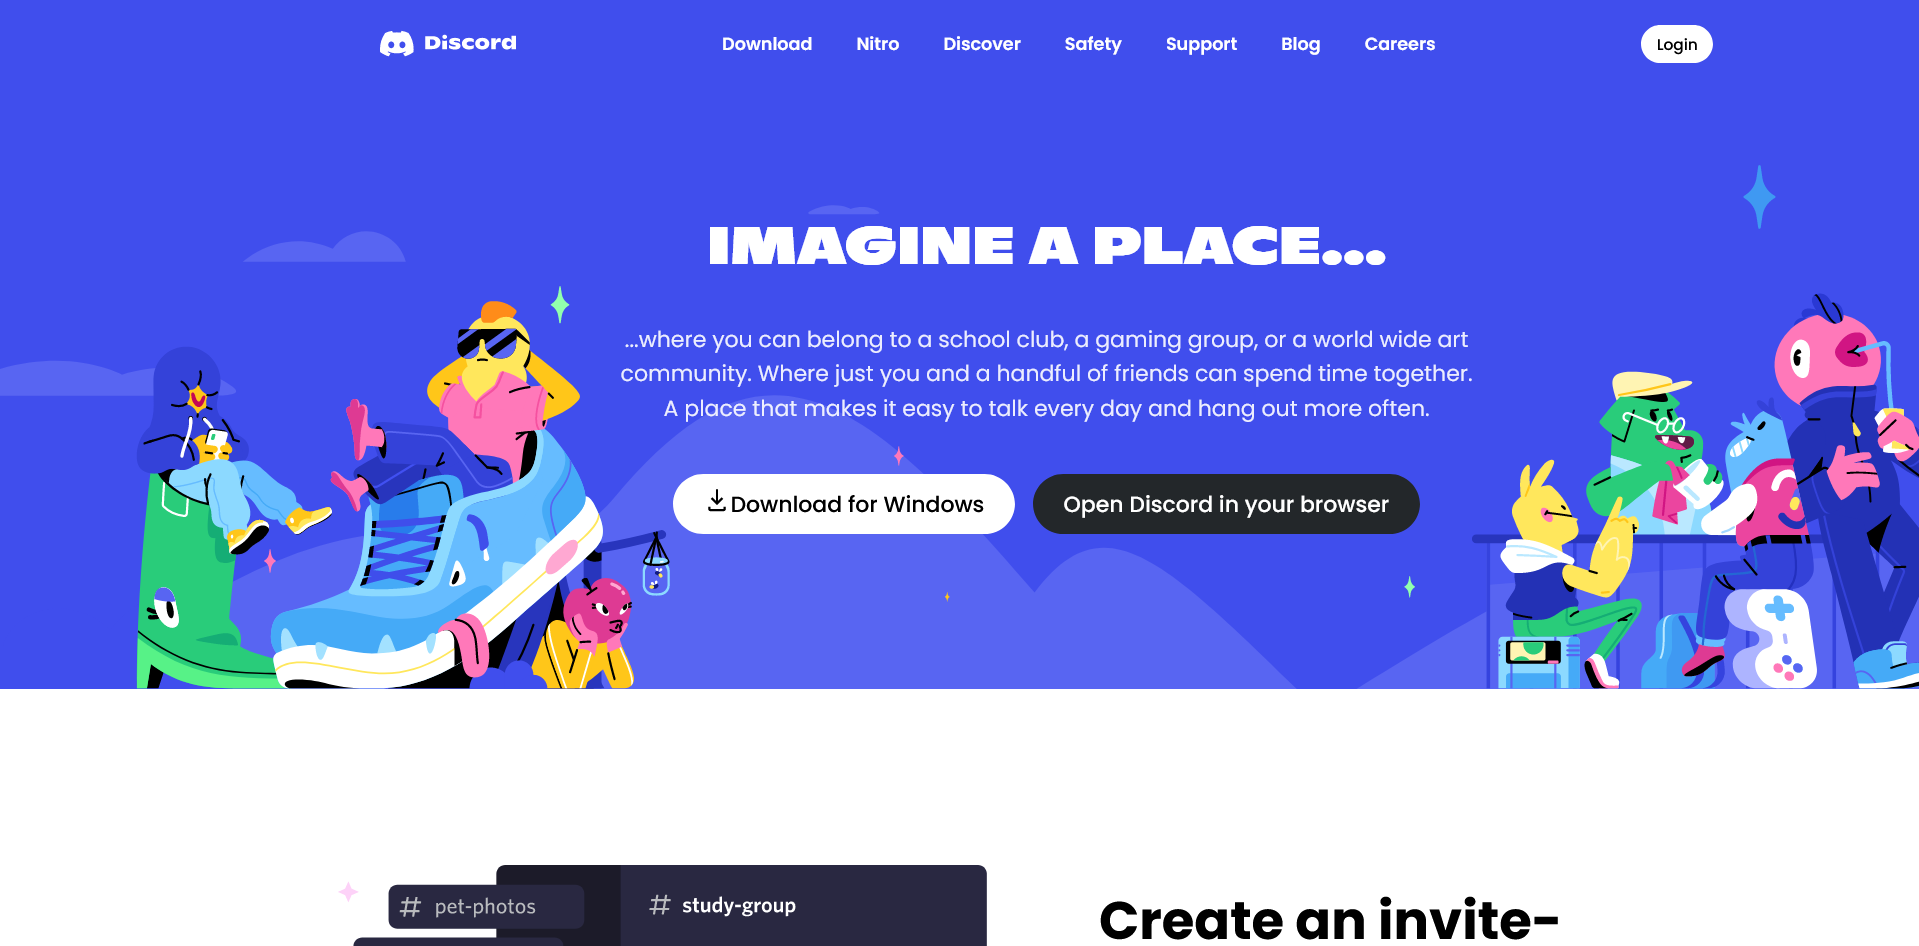 Discord
Download
Nitro
Discover
Safety
Support
Blog
Careers
Login
IMAGINE A PLACE...
...where you can belong to a school club, a gaming group, or a world wide art
community. Where just you and a handful of friends can spend time together.
A place that makes it easy to talk every day and hang out more often.
Download for Windows
Open Discord in your browser
# pet-photos
# study-group
Create an invite-